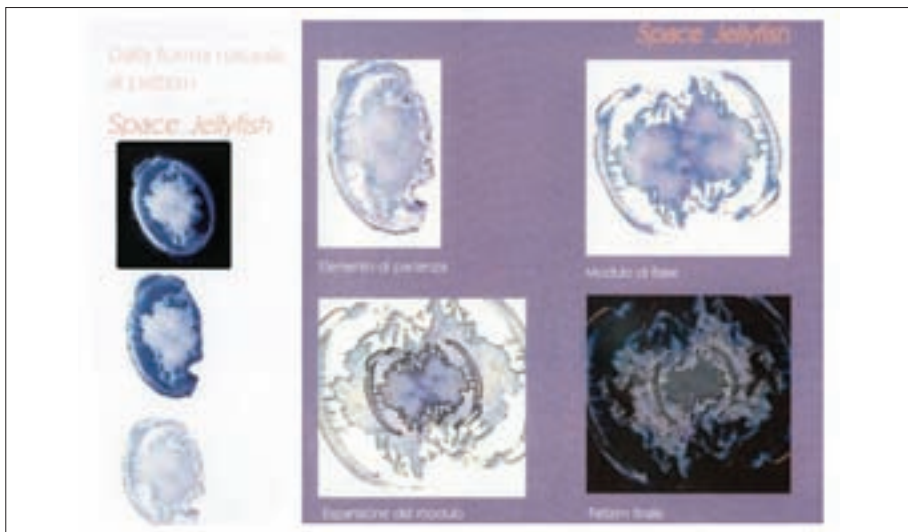 Dalla forma naturale
al pattern
Space Jellyfish
Space Jellyfish
Elemento di partenza
Modulo di base
Espansione del modulo
Pattern finale